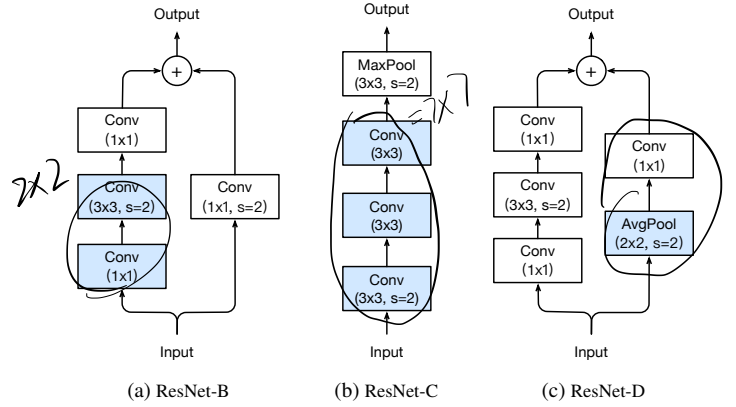 Output
+
Conv
(1x1)
Conv
(3x3, s=2)
Conv
(1x1)
Conv
(1x1, s=2)
Input
2x2
(a) ResNet-B
Output
MaxPool
(3x3, s=2)
=7x7
Conv
(3x3)
Conv
(3x3)
Conv
(3x3, s=2)
Input
(b) ResNet-C
Output
+
Conv
(1x1)
Conv
(3x3, s=2)
Conv
(1x1)
Conv
(1x1)
AvgPool
(2x2, s=2)
Input
(c) ResNet-D